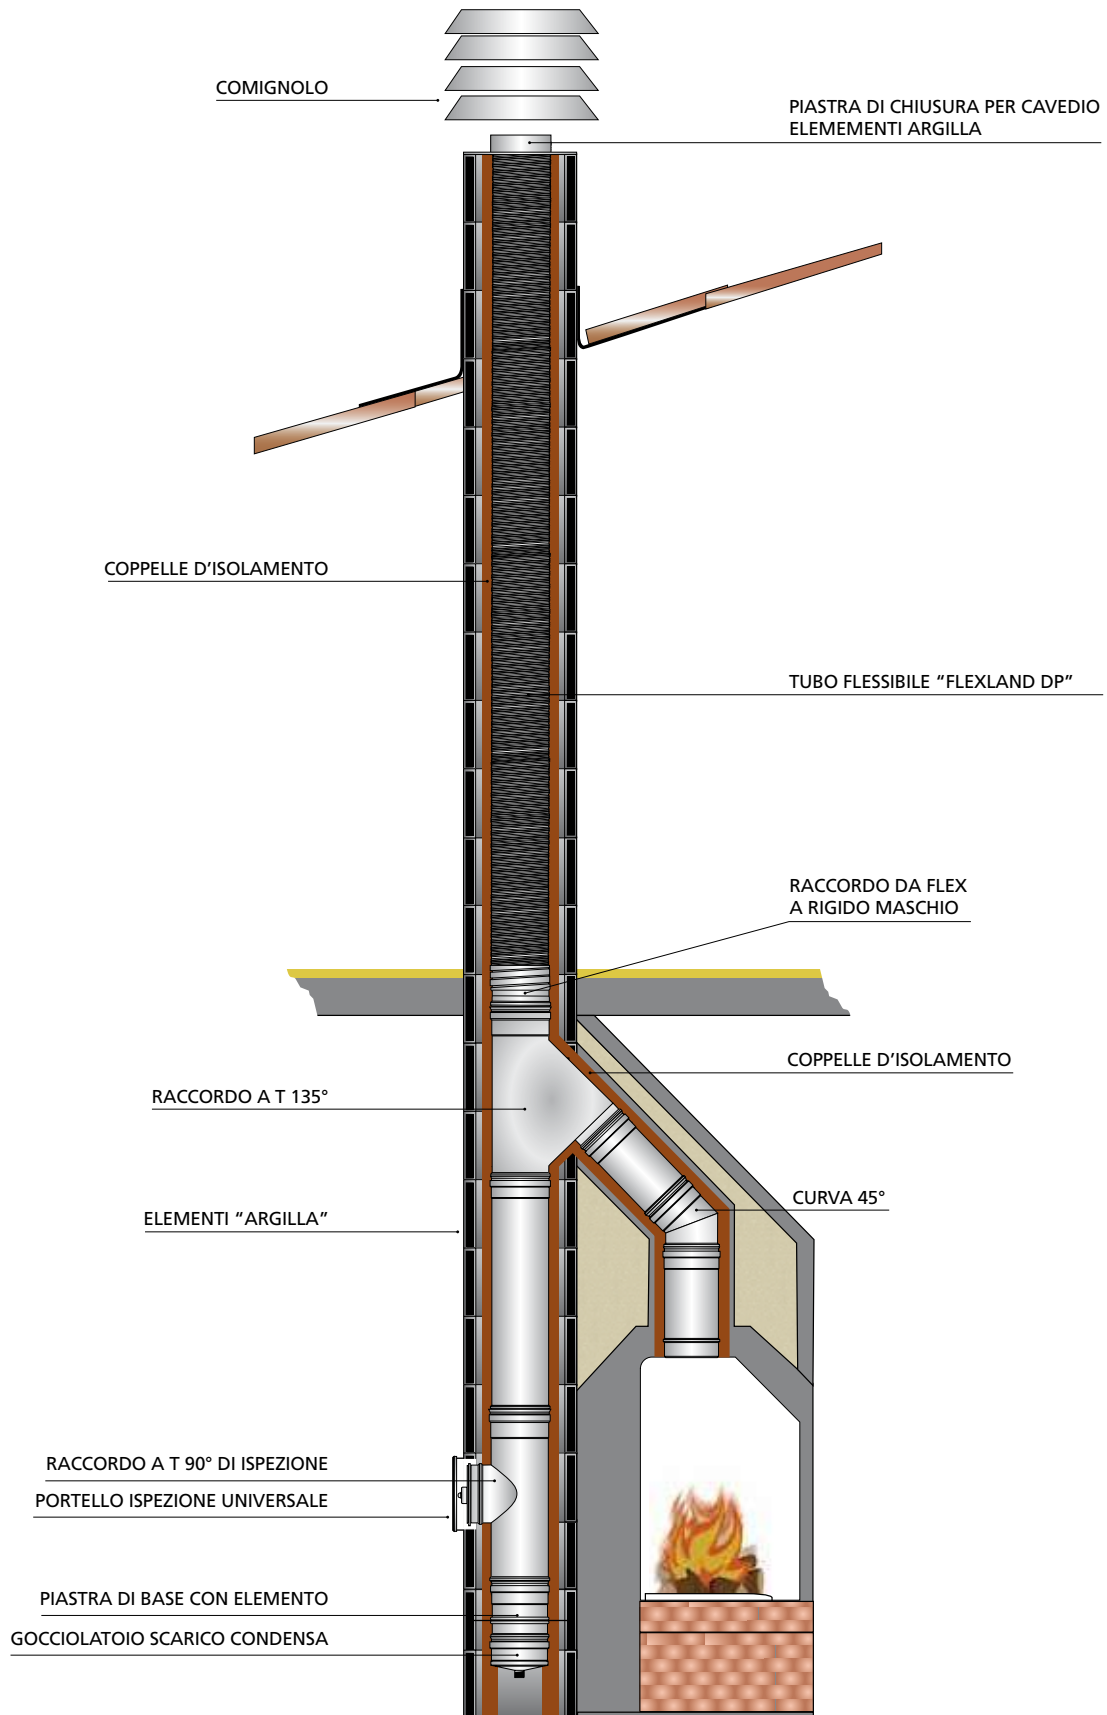 COMIGNOLO
PIASTRA DI CHIUSURA PER CAVEDIO
ELEMEMENTI ARGILLA
COPPELLE D'ISOLAMENTO
TUBO FLESSIBILE “FLEXLAND DP”
RACCORDO DA FLEX
A RIGIDO MASCHIO
COPPELLE D'ISOLAMENTO
RACCORDO A T 135°
CURVA 45°
ELEMENTI “ARGILLA”
RACCORDO A T 90° DI ISPEZIONE
PORTELLO ISPEZIONE UNIVERSALE
PIASTRA DI BASE CON ELEMENTO
GOCCIOLATOIO SCARICO CONDENSA